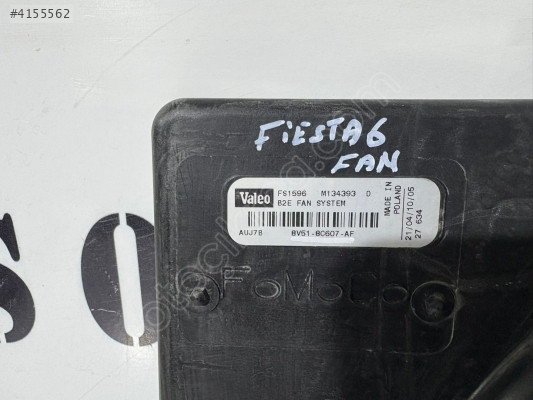 #4155562
FiESTA6
FAN
Valeo
FS1596 M134393 D
B2E FAN SYSTEM
AUJ7B 8V51-8C607-AF
MADE IN
POLAND
21/04/10/05
27 634
FoMoCo
S O